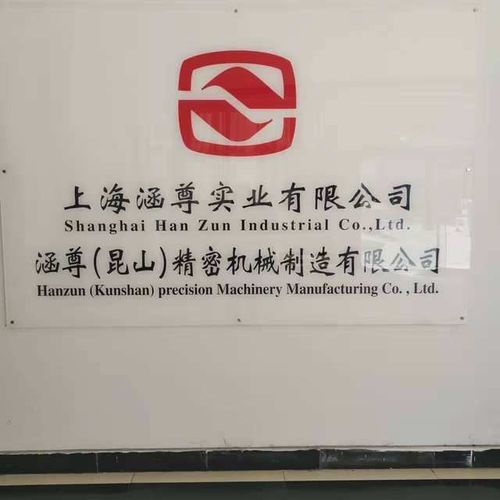 上海涵尊实业有限公司
Shanghai Han Zun Industrial Co.,Ltd.
涵尊(昆山)精密机械制造有限公司
Hanzun (Kunshan) precision Machinery Manufacturing Co. , Ltd.